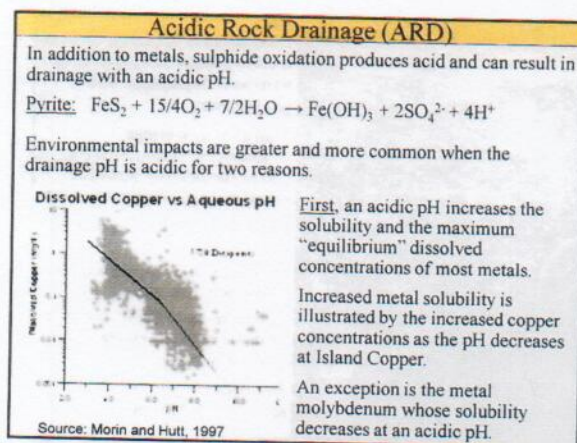 Acidic Rock Drainage (ARD)
In addition to metals, sulphide oxidation produces acid and can result in
drainage with an acidic pH.
Pyrite: FeS₂ + 15/4O₂ + 7/2H₂O → Fe(OH)₃ + 2SO₄²⁻ + 4H⁺
Environmental impacts are greater and more common when the
drainage pH is acidic for two reasons.
Dissolved Copper vs Aqueous pH
Dissolved Copper
pH
Source: Morin and Hutt, 1997
First, an acidic pH increases the
solubility and the maximum
"equilibrium" dissolved
concentrations of most metals.
Increased metal solubility is
illustrated by the increased copper
concentrations as the pH decreases
at Island Copper.
An exception is the metal
molybdenum whose solubility
decreases at an acidic pH.